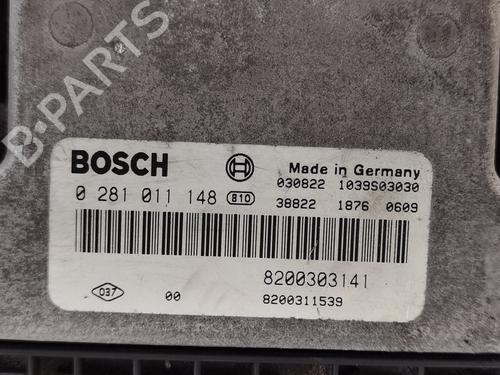 B-PARTS
BOSCH
Made in Germany
030822 1039S03030
0 281 011 148 810
38822 1876 0609
8200303141
037 00 8200311539